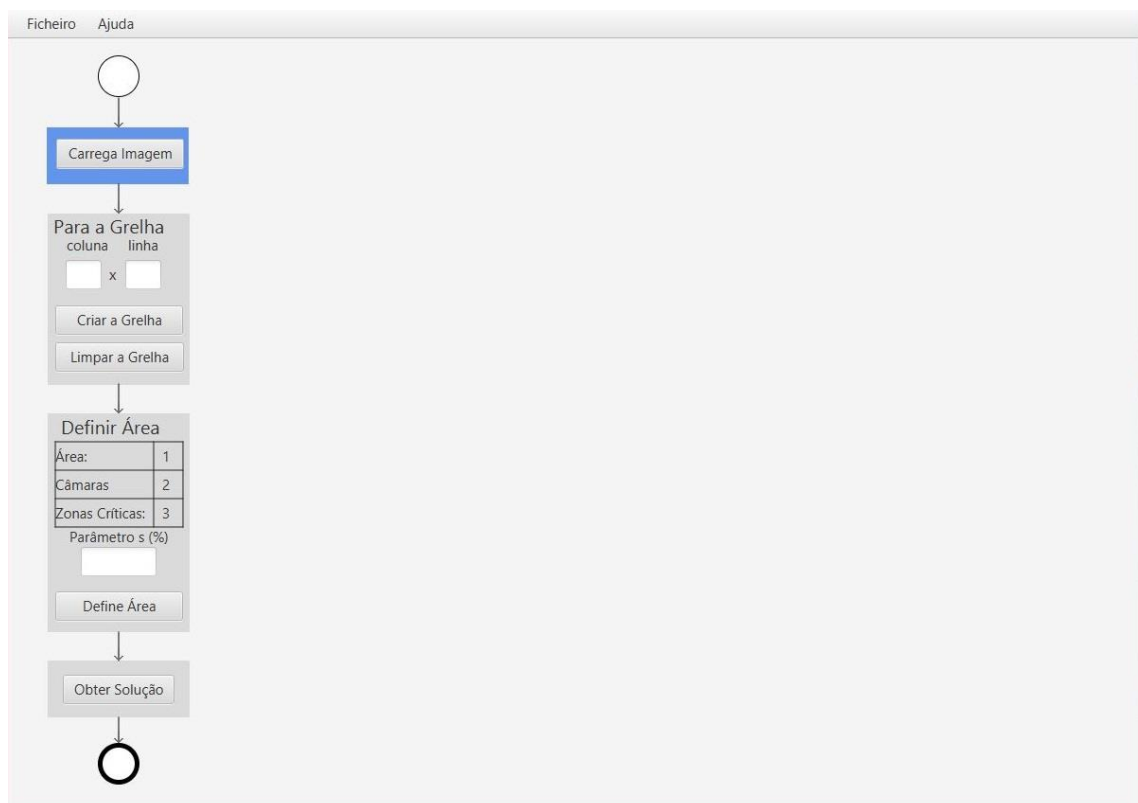 Ficheiro Ajuda
Carrega Imagem
Para a Grelha
coluna linha
x
Criar a Grelha
Limpar a Grelha
Definir Área
Área: 1
Câmaras 2
Zonas Críticas: 3
Parâmetro s (%)
Define Área
Obter Solução